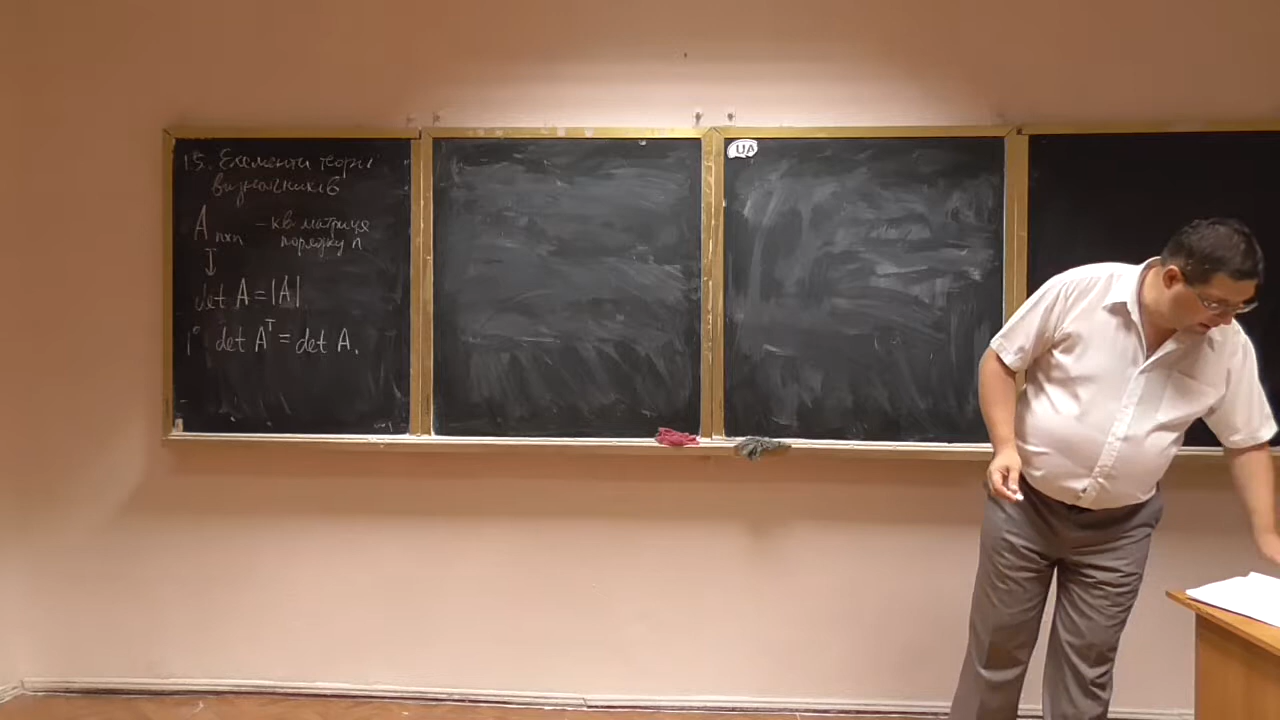 1.5. Елементи теорії
визначників
A n×n – кв. матриця
порядку n
↧
det A = |A|.
1° det Aᵀ = det A.
UA